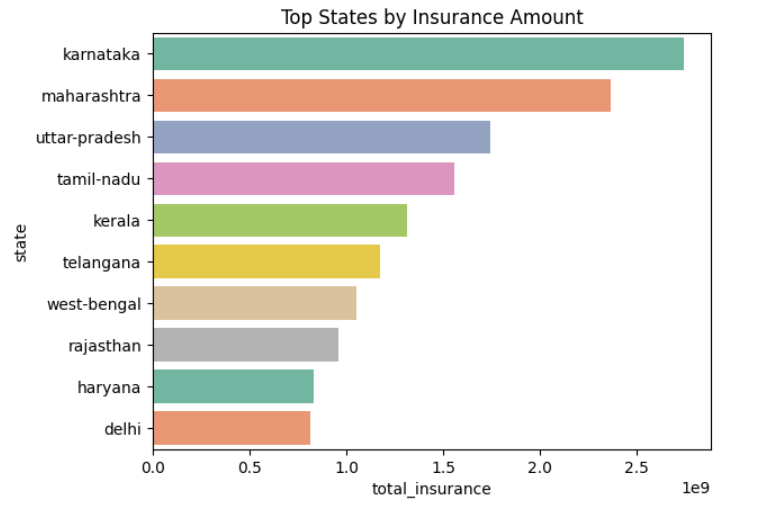 Top States by Insurance Amount
karnataka
maharashtra
uttar-pradesh
tamil-nadu
kerala
telangana
west-bengal
rajasthan
haryana
delhi
state
0.0 0.5 1.0 1.5 2.0 2.5
total_insurance
1e9